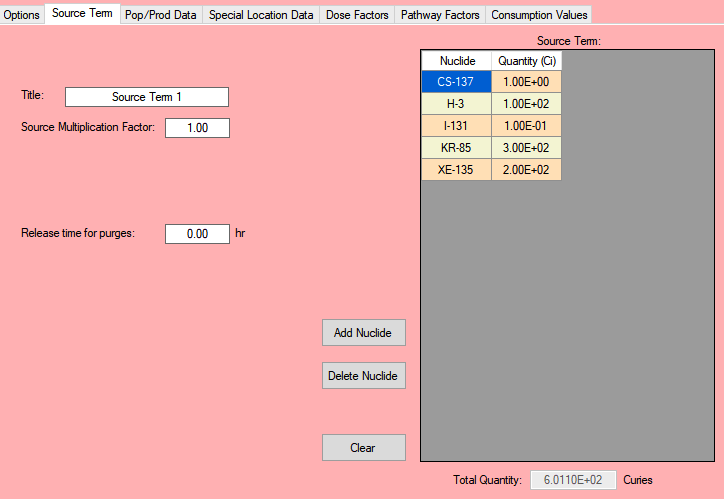 Options Source Term Pop/Prod Data Special Location Data Dose Factors Pathway Factors Consumption Values
Source Term:
Nuclide Quantity (Ci)
CS-137 1.00E+00
H-3 1.00E+02
I-131 1.00E-01
KR-85 3.00E+02
XE-135 2.00E+02
Title: Source Term 1
Source Multiplication Factor: 1.00
Release time for purges: 0.00 hr
Add Nuclide
Delete Nuclide
Clear
Total Quantity: 6.0110E+02 Curies